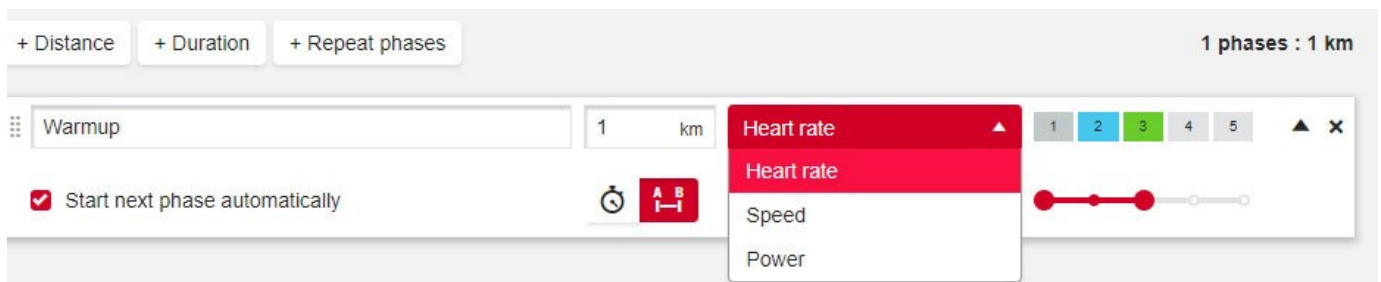 + Distance + Duration + Repeat phases 1 phases : 1 km
Warmup 1 km Heart rate 1 2 3 4 5
Heart rate
Start next phase automatically A B
Speed
Power